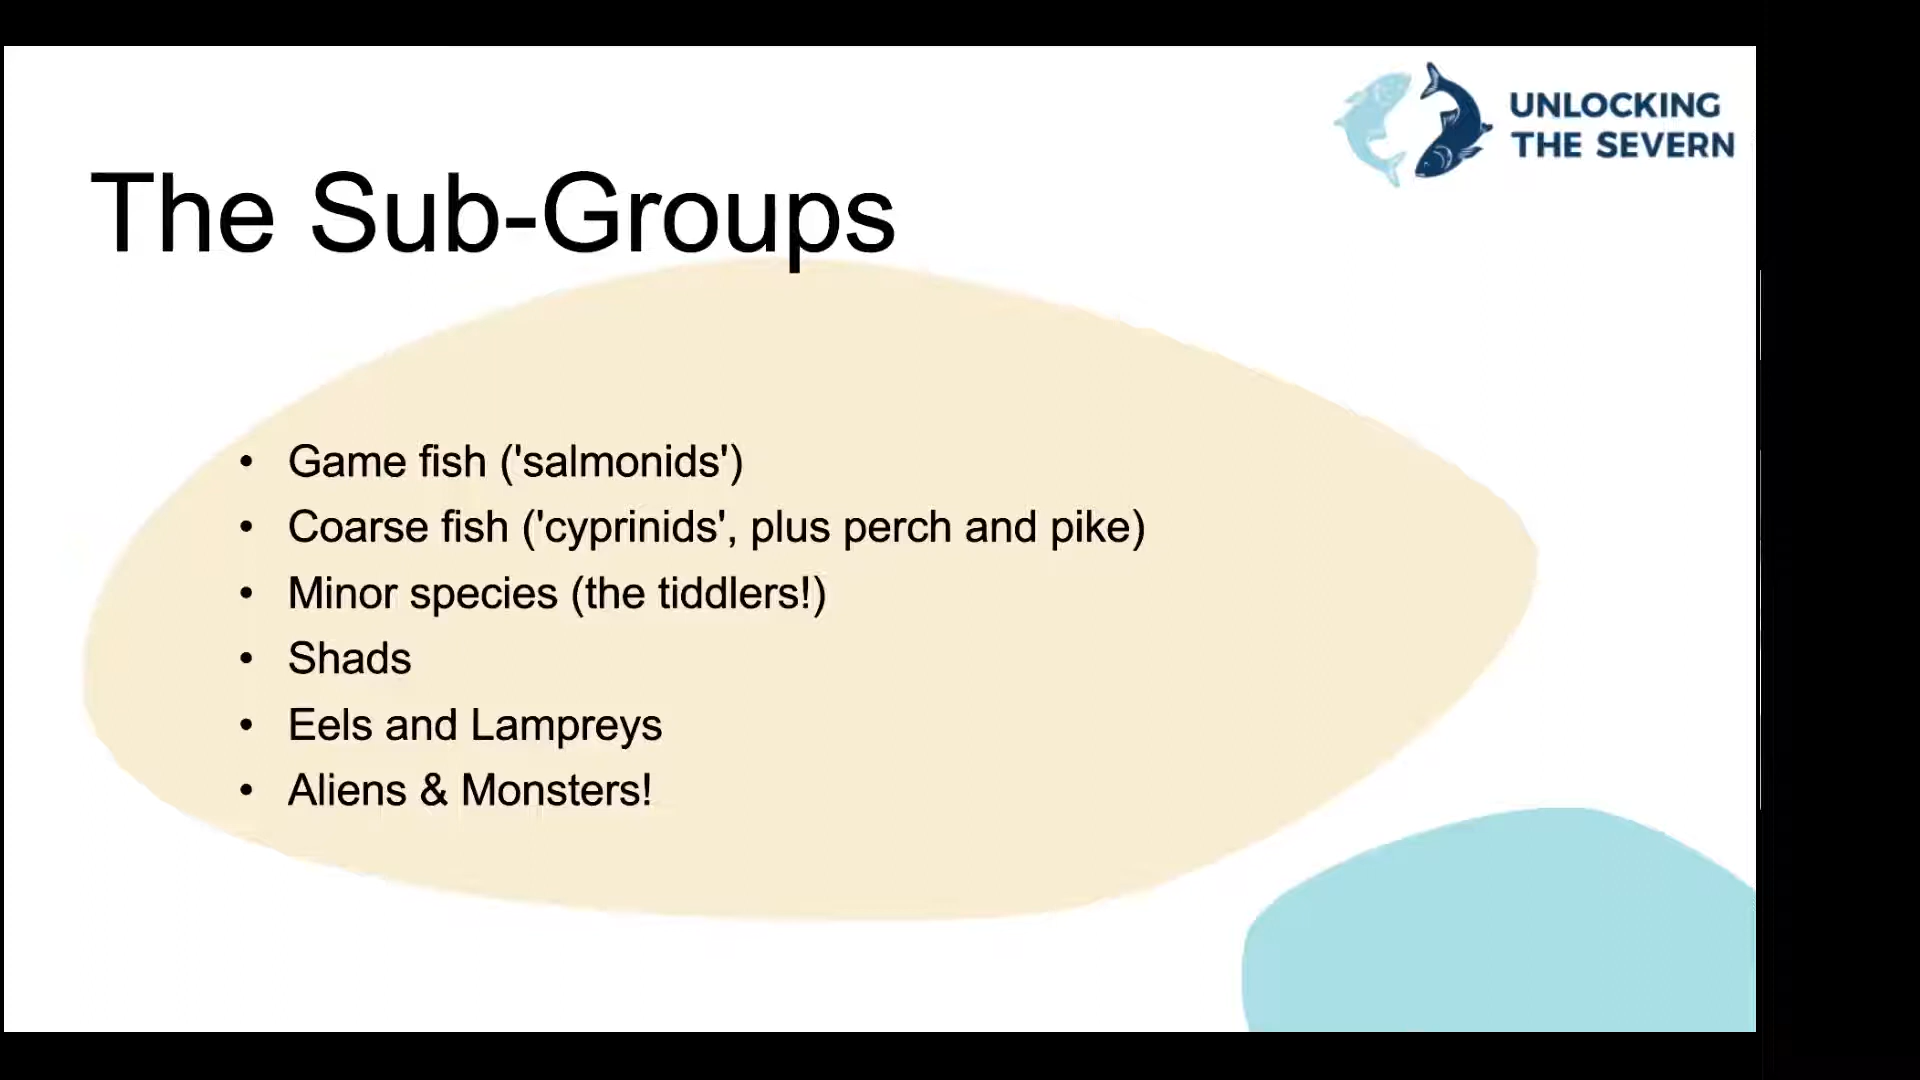 UNLOCKING
THE SEVERN
The Sub-Groups
• Game fish ('salmonids')
• Coarse fish ('cyprinids', plus perch and pike)
• Minor species (the tiddlers!)
• Shads
• Eels and Lampreys
• Aliens & Monsters!